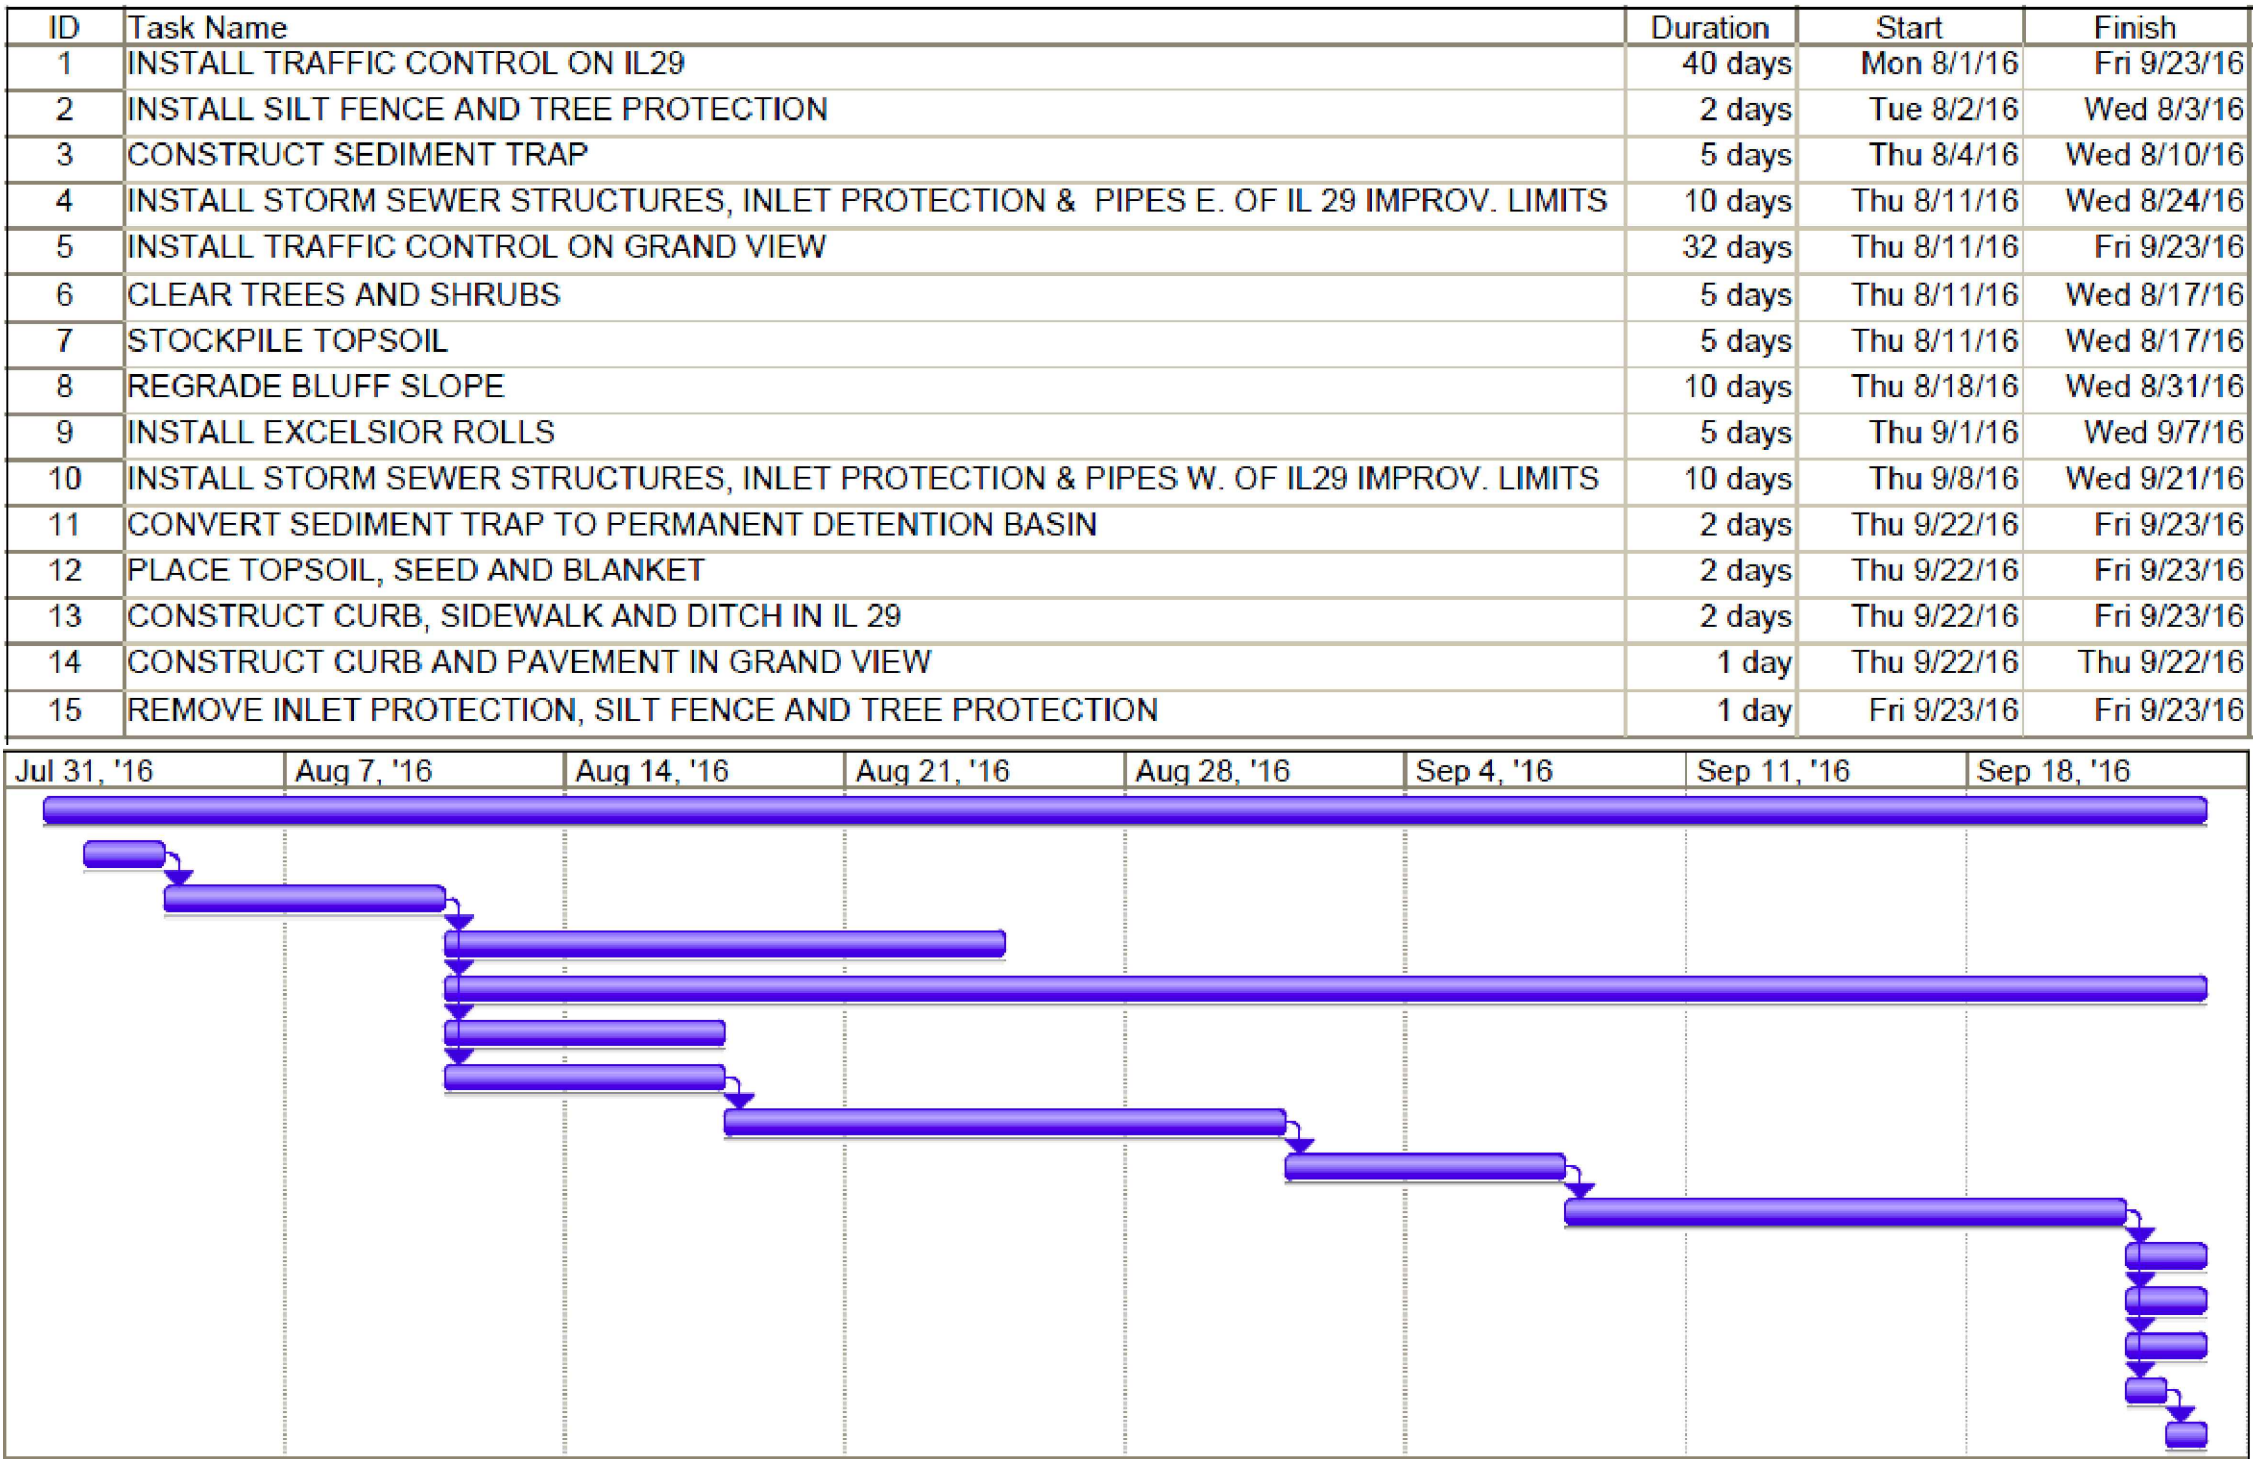 ID Task Name Duration Start Finish
1 INSTALL TRAFFIC CONTROL ON IL29 40 days Mon 8/1/16 Fri 9/23/16
2 INSTALL SILT FENCE AND TREE PROTECTION 2 days Tue 8/2/16 Wed 8/3/16
3 CONSTRUCT SEDIMENT TRAP 5 days Thu 8/4/16 Wed 8/10/16
4 INSTALL STORM SEWER STRUCTURES, INLET PROTECTION & PIPES E. OF IL 29 IMPROV. LIMITS 10 days Thu 8/11/16 Wed 8/24/16
5 INSTALL TRAFFIC CONTROL ON GRAND VIEW 32 days Thu 8/11/16 Fri 9/23/16
6 CLEAR TREES AND SHRUBS 5 days Thu 8/11/16 Wed 8/17/16
7 STOCKPILE TOPSOIL 5 days Thu 8/11/16 Wed 8/17/16
8 REGRADE BLUFF SLOPE 10 days Thu 8/18/16 Wed 8/31/16
9 INSTALL EXCELSIOR ROLLS 5 days Thu 9/1/16 Wed 9/7/16
10 INSTALL STORM SEWER STRUCTURES, INLET PROTECTION & PIPES W. OF IL29 IMPROV. LIMITS 10 days Thu 9/8/16 Wed 9/21/16
11 CONVERT SEDIMENT TRAP TO PERMANENT DETENTION BASIN 2 days Thu 9/22/16 Fri 9/23/16
12 PLACE TOPSOIL, SEED AND BLANKET 2 days Thu 9/22/16 Fri 9/23/16
13 CONSTRUCT CURB, SIDEWALK AND DITCH IN IL 29 2 days Thu 9/22/16 Fri 9/23/16
14 CONSTRUCT CURB AND PAVEMENT IN GRAND VIEW 1 day Thu 9/22/16 Thu 9/22/16
15 REMOVE INLET PROTECTION, SILT FENCE AND TREE PROTECTION 1 day Fri 9/23/16 Fri 9/23/16
Jul 31, '16 Aug 7, '16 Aug 14, '16 Aug 21, '16 Aug 28, '16 Sep 4, '16 Sep 11, '16 Sep 18, '16